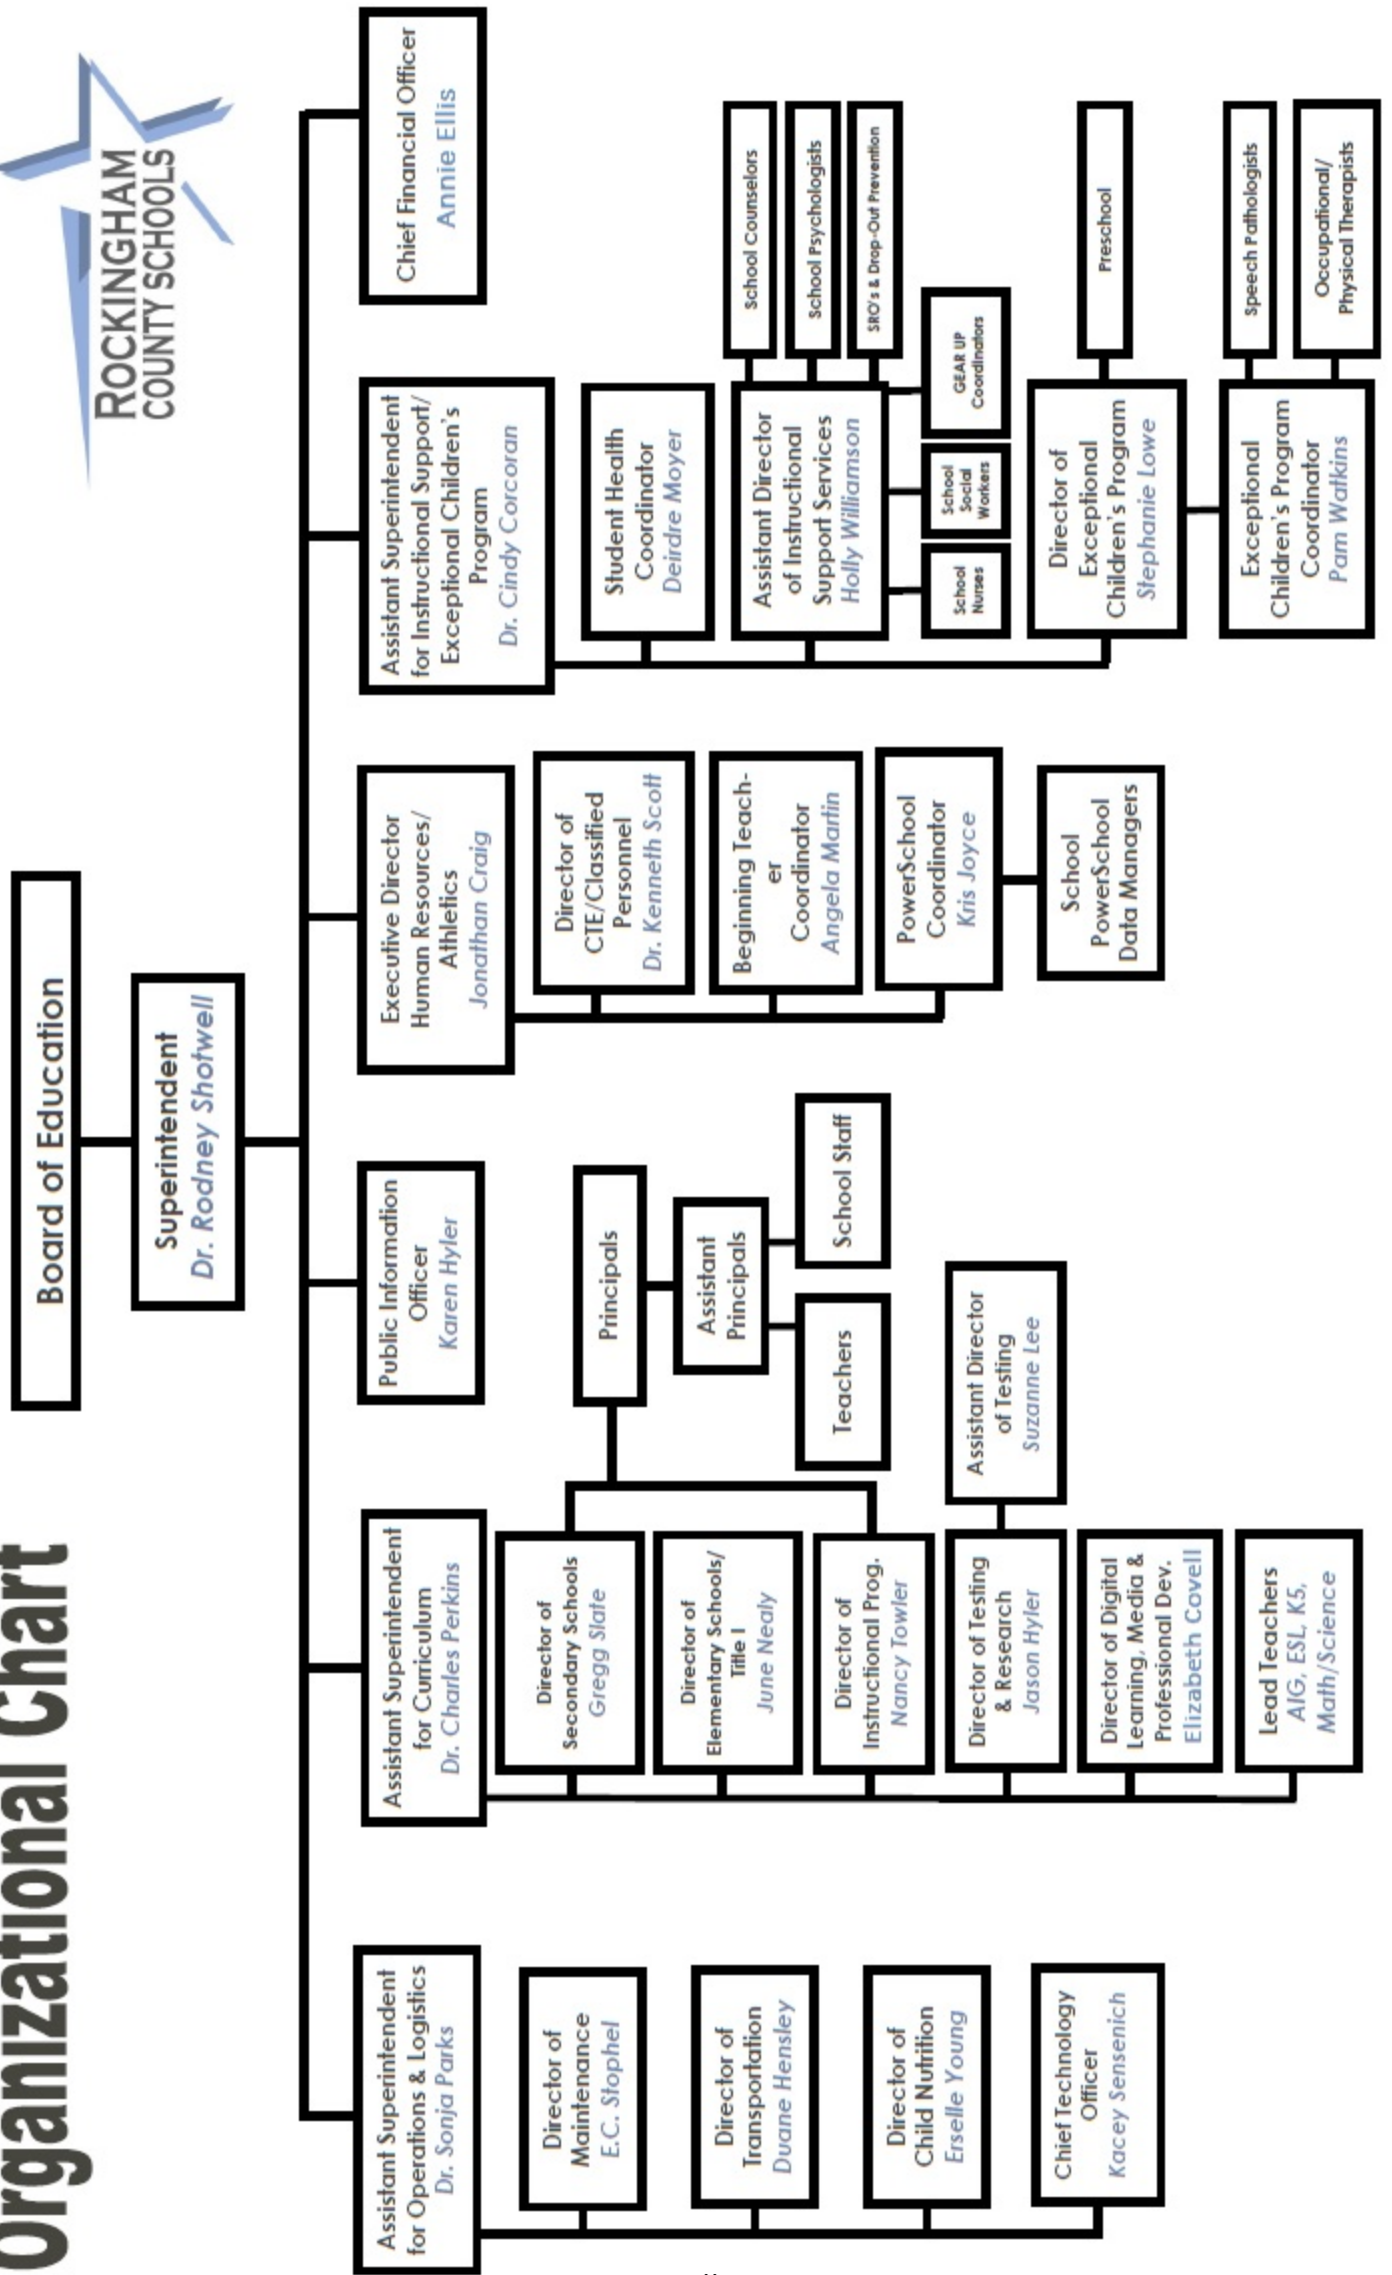 Organizational Chart
ROCKINGHAM
COUNTY SCHOOLS
Board of Education
Superintendent
Dr. Rodney Shotwell
Assistant Superintendent
for Operations & Logistics
Dr. Sonja Parks
Director of
Maintenance
E.C. Stophel
Director of
Transportation
Duane Hensley
Director of
Child Nutrition
Erselle Young
Chief Technology
Officer
Kacey Sensenich
Assistant Superintendent
for Curriculum
Dr. Charles Perkins
Director of
Secondary Schools
Gregg Slate
Director of
Elementary Schools/
Title I
June Nealy
Director of
Instructional Prog.
Nancy Towler
Director of Testing
& Research
Jason Hyler
Director of Digital
Learning, Media &
Professional Dev.
Elizabeth Covell
Lead Teachers
AIG, ESL, K5,
Math/Science
Assistant Director
of Testing
Suzanne Lee
Principals
Assistant
Principals
Teachers
School Staff
Public Information
Officer
Karen Hyler
Executive Director
Human Resources/
Athletics
Jonathan Craig
Director of
CTE/Classified
Personnel
Dr. Kenneth Scott
Beginning Teach-
er
Coordinator
Angela Martin
PowerSchool
Coordinator
Kris Joyce
School
PowerSchool
Data Managers
Assistant Superintendent
for Instructional Support/
Exceptional Children's
Program
Dr. Cindy Corcoran
Student Health
Coordinator
Deirdre Moyer
Assistant Director
of Instructional
Support Services
Holly Williamson
School Counselors
School Psychologists
SRO's & Drop-Out Prevention
School
Nurses
School
Social
Workers
GEAR UP
Coordinators
Director of
Exceptional
Children's Program
Stephanie Lowe
Preschool
Exceptional
Children's Program
Coordinator
Pam Watkins
Speech Pathologists
Occupational/
Physical Therapists
Chief Financial Officer
Annie Ellis